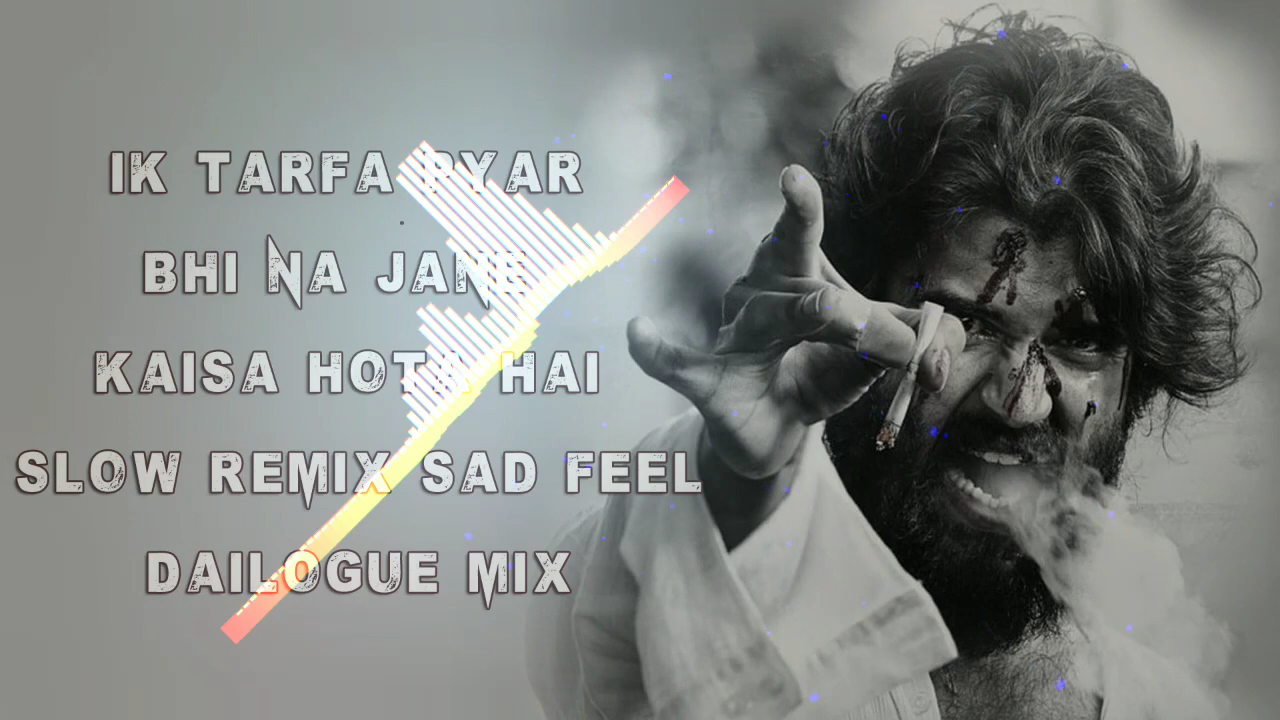 IK TARFA PYAR
BHI NA JANE
KAISA HOTA HAI
SLOW REMIX SAD FEEL
DAILOGUE MIX